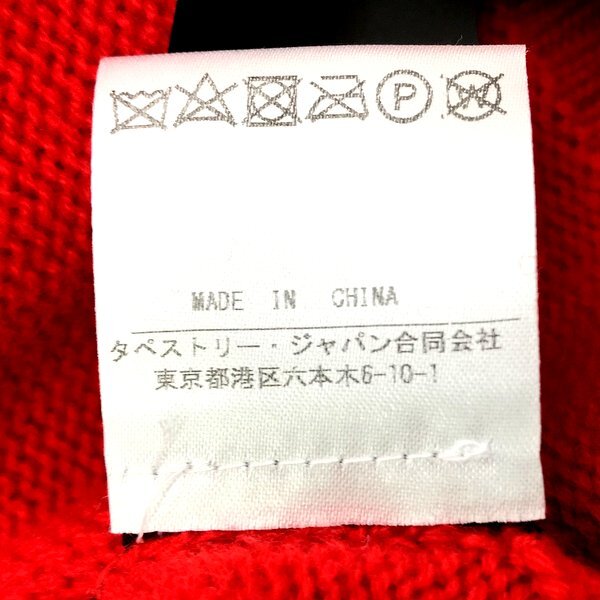 P W
MADE IN CHINA
タペストリー・ジャパン合同会社
東京都港区六本木6-10-1